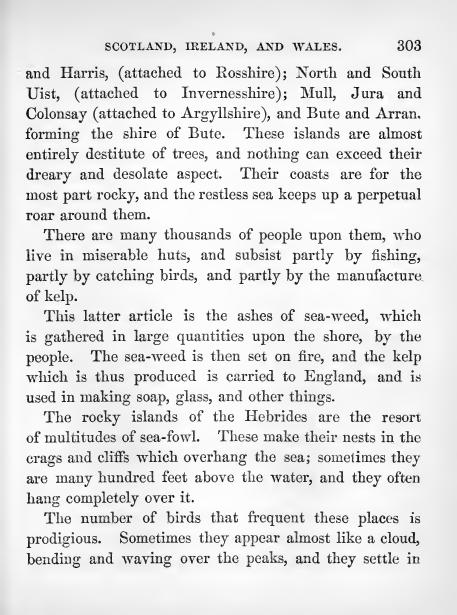 SCOTLAND, IRELAND, AND WALES. 303
and Harris, (attached to Rosshire); North and South
Uist, (attached to Invernesshire); Mull, Jura and
Colonsay (attached to Argyllshire), and Bute and Arran.
forming the shire of Bute. These islands are almost
entirely destitute of trees, and nothing can exceed their
dreary and desolate aspect. Their coasts are for the
most part rocky, and the restless sea keeps up a perpetual
roar around them.
There are many thousands of people upon them, who
live in miserable huts, and subsist partly by fishing,
partly by catching birds, and partly by the manufacture
of kelp.
This latter article is the ashes of sea-weed, which
is gathered in large quantities upon the shore, by the
people. The sea-weed is then set on fire, and the kelp
which is thus produced is carried to England, and is
used in making soap, glass, and other things.
The rocky islands of the Hebrides are the resort
of multitudes of sea-fowl. These make their nests in the
crags and cliffs which overhang the sea; sometimes they
are many hundred feet above the water, and they often
hang completely over it.
The number of birds that frequent these places is
prodigious. Sometimes they appear almost like a cloud,
bending and waving over the peaks, and they settle in